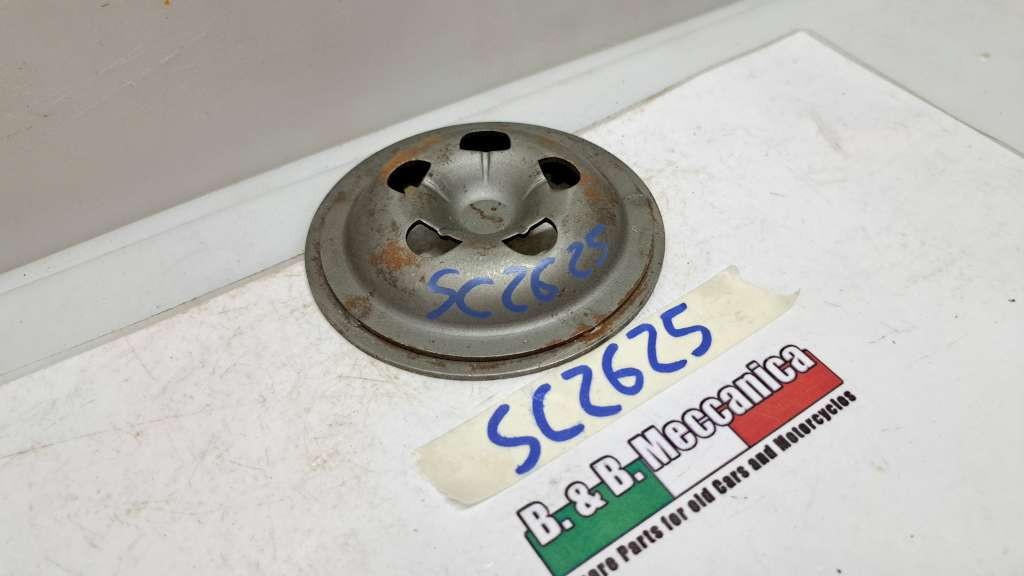 SC2625
SC2625
B. & B. Meccanica
Parts for old Cars and Motorcycles